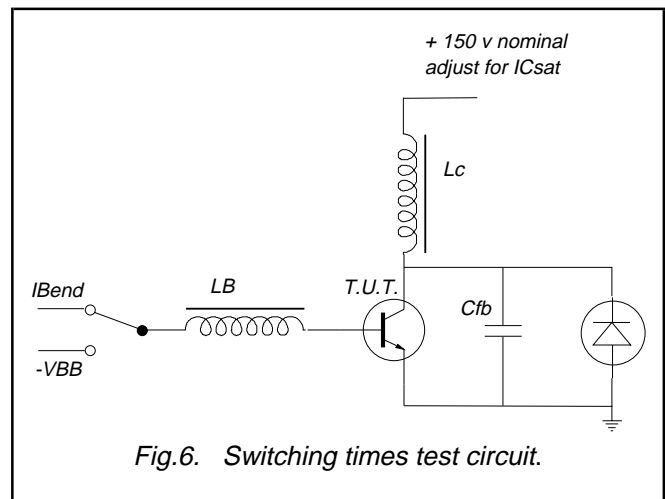 + 150 v nominal
adjust for ICsat
Lc
IBend
LB
T.U.T.
Cfb
-VBB
Fig.6. Switching times test circuit.